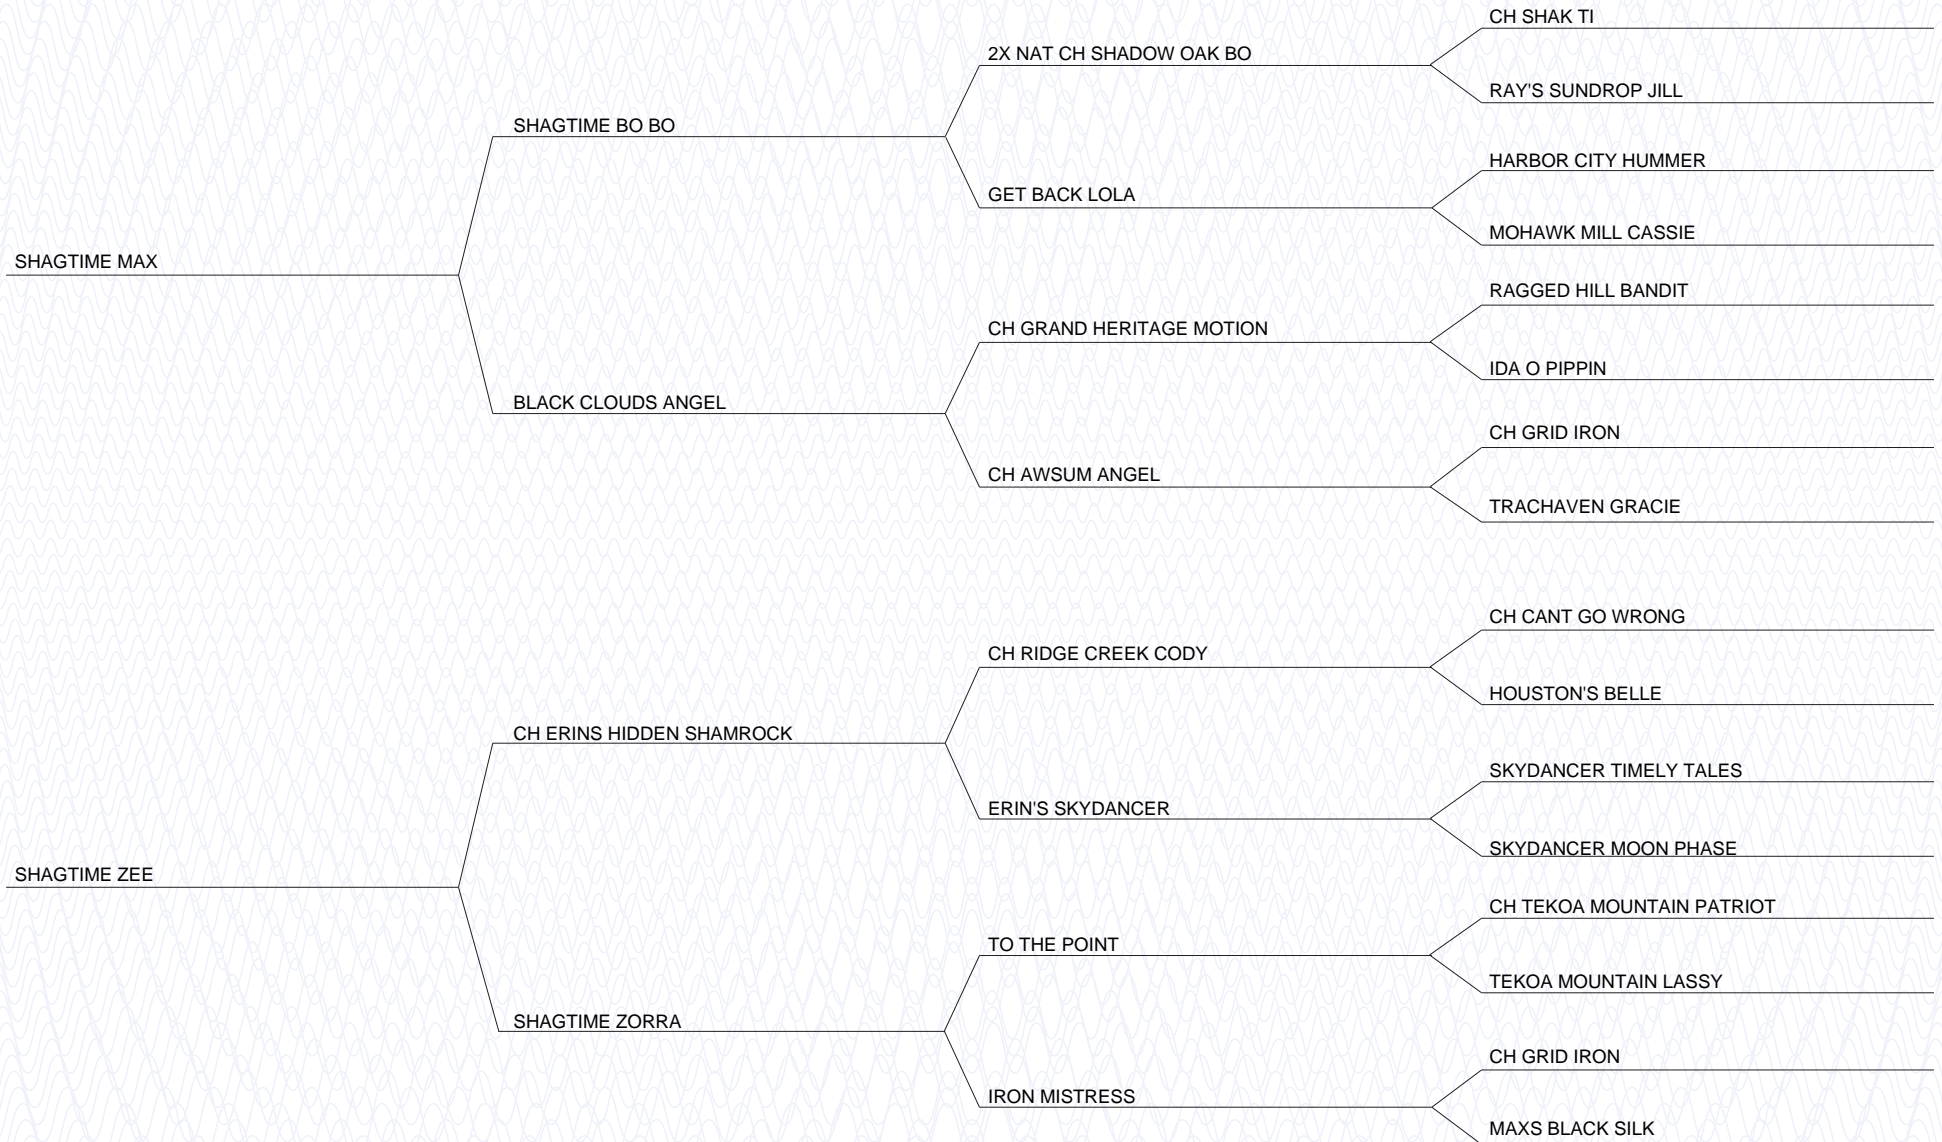 CH SHAK TI
2X NAT CH SHADOW OAK BO
RAY'S SUNDROP JILL
SHAGTIME BO BO
HARBOR CITY HUMMER
GET BACK LOLA
MOHAWK MILL CASSIE
SHAGTIME MAX
RAGGED HILL BANDIT
CH GRAND HERITAGE MOTION
IDA O PIPPIN
BLACK CLOUDS ANGEL
CH GRID IRON
CH AWSUM ANGEL
TRACHAVEN GRACIE
CH CANT GO WRONG
CH RIDGE CREEK CODY
HOUSTON'S BELLE
CH ERINS HIDDEN SHAMROCK
SKYDANCER TIMELY TALES
ERIN'S SKYDANCER
SKYDANCER MOON PHASE
SHAGTIME ZEE
CH TEKOA MOUNTAIN PATRIOT
TO THE POINT
TEKOA MOUNTAIN LASSY
SHAGTIME ZORRA
CH GRID IRON
IRON MISTRESS
MAXS BLACK SILK